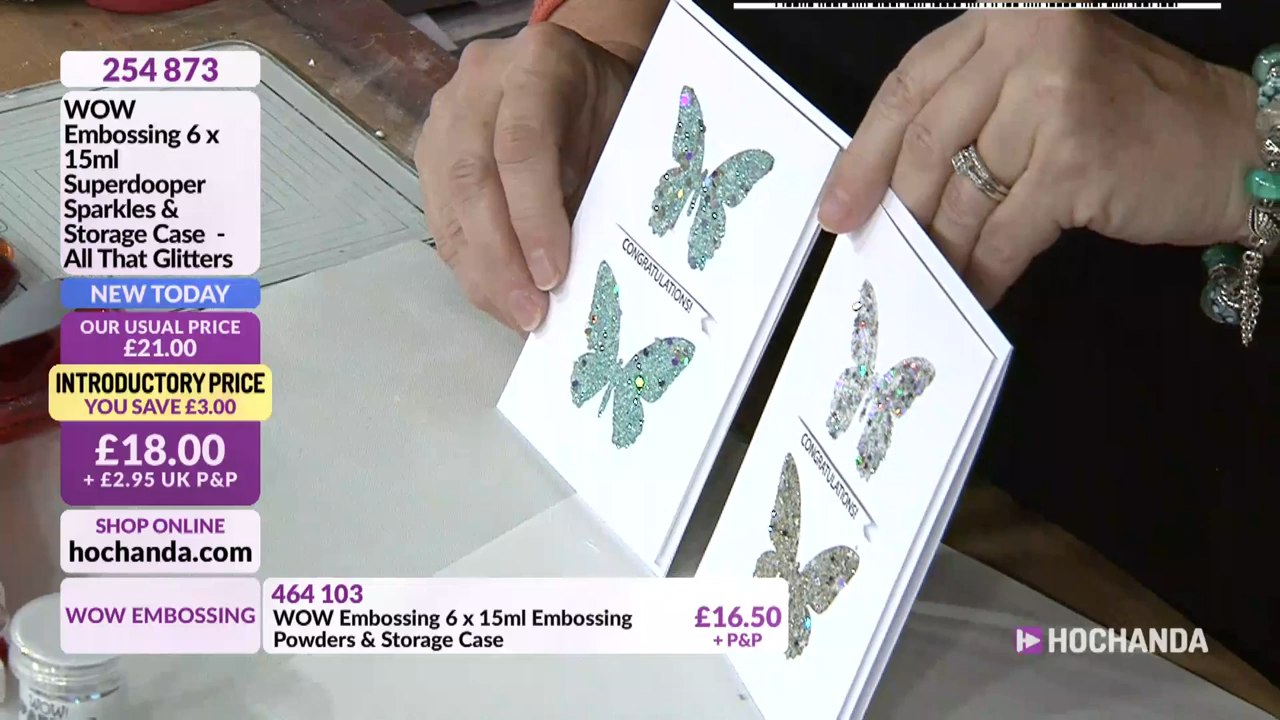 254 873
WOW
Embossing 6 x
15ml
Superdooper
Sparkles &
Storage Case -
All That Glitters
NEW TODAY
OUR USUAL PRICE
£21.00
INTRODUCTORY PRICE
YOU SAVE £3.00
£18.00
+ £2.95 UK P&P
SHOP ONLINE
hochanda.com
WOW EMBOSSING
464 103
WOW Embossing 6 x 15ml Embossing
Powders & Storage Case
£16.50
+ P&P
CONGRATULATIONS!
CONGRATULATIONS!
HOCHANDA
WOW!